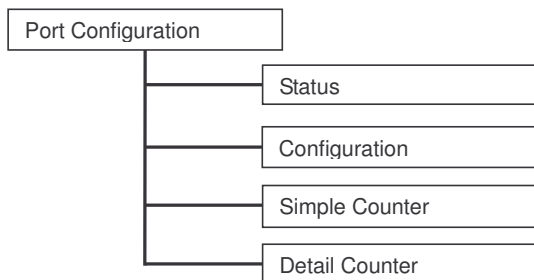 Port Configuration
Status
Configuration
Simple Counter
Detail Counter